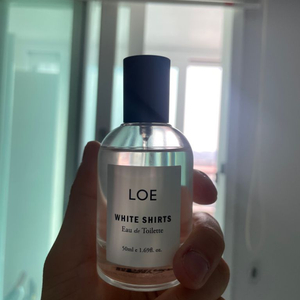 LOE
WHITE SHIRTS
Eau de Toilette
50ml e 1.69fl. oz.